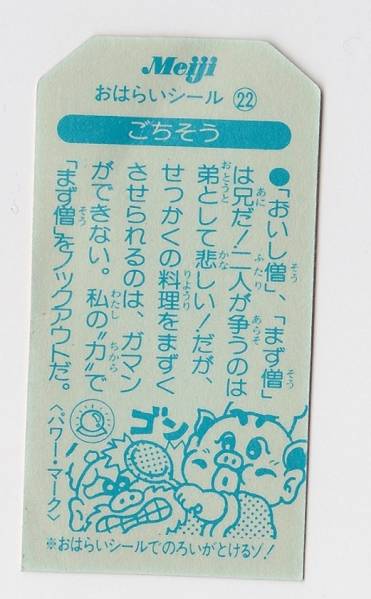 Meiji
おはらいシール㉒
ごちそう
●「おいし僧」、「まず僧」
は兄だ!二人が争うのは
弟として悲しい!だが、
せっかくの料理をまずく
させられるのは、ガマン
ができない。私の"力"で
「まず僧」をノックアウトだ。
〈パワー・マーク〉
ゴン
※おはらいシールでのろいがとけるゾ!